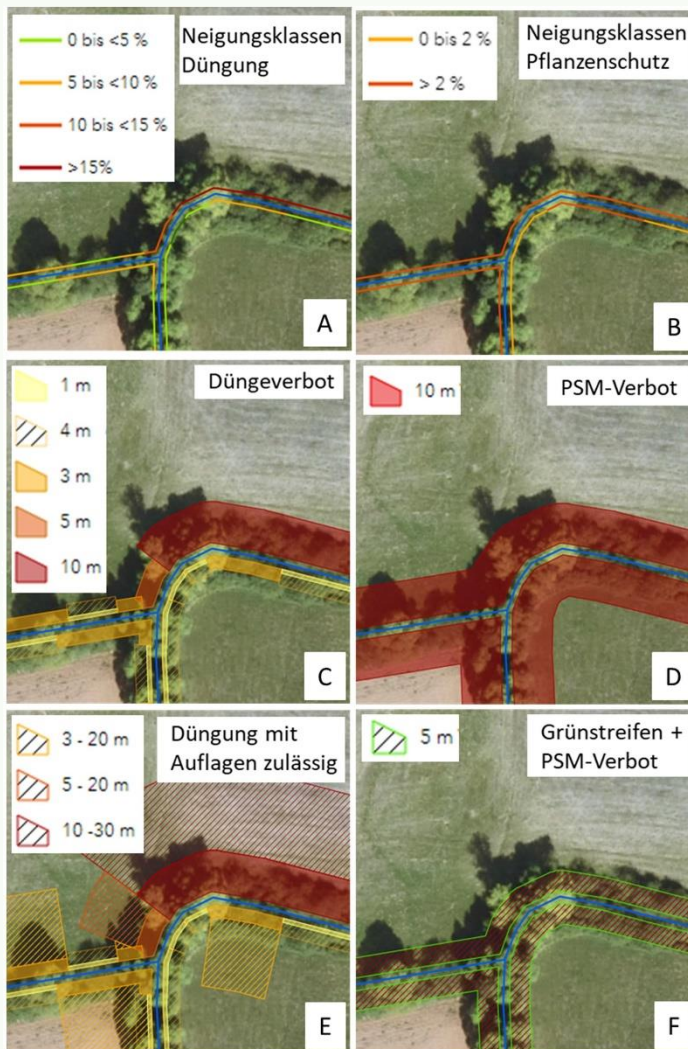 0 bis <5 %
5 bis <10 %
10 bis <15 %
>15%
Neigungsklassen
Düngung
A
0 bis 2 %
> 2 %
Neigungsklassen
Pflanzenschutz
B
1 m
4 m
3 m
5 m
10 m
Düngeverbot
C
10 m
PSM-Verbot
D
3 - 20 m
5 - 20 m
10 -30 m
Düngung mit
Auflagen zulässig
E
5 m
Grünstreifen +
PSM-Verbot
F